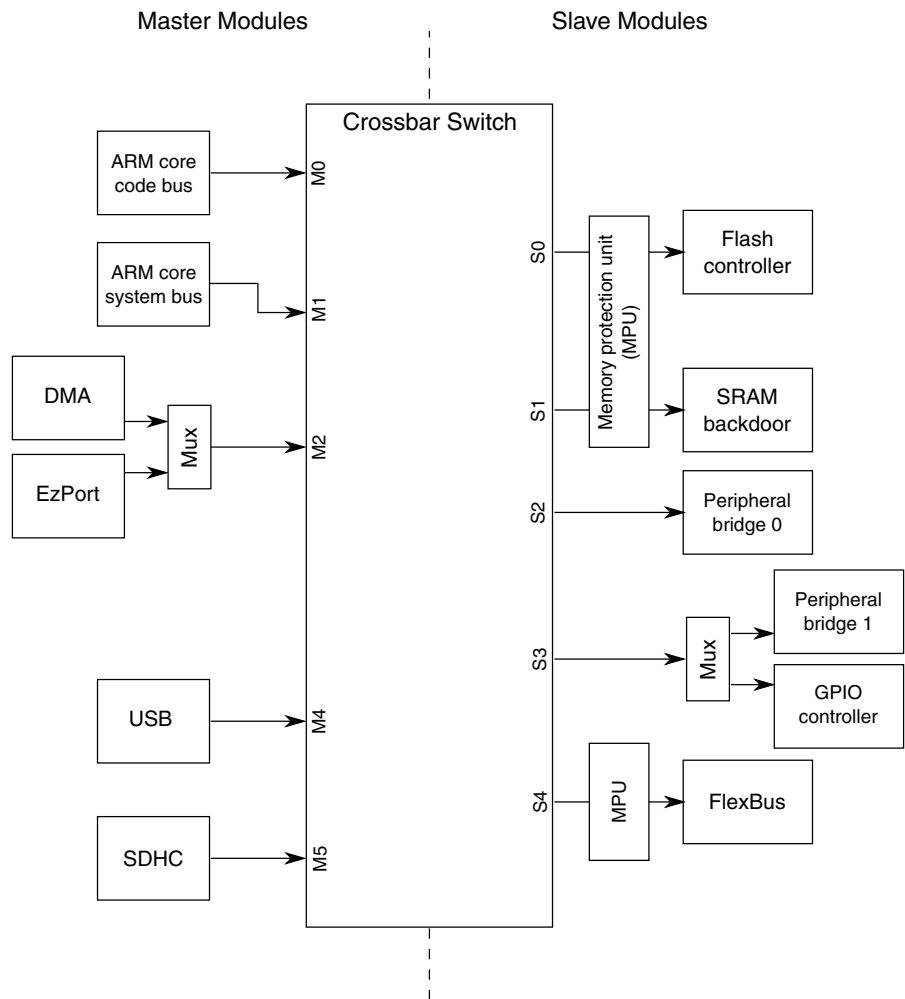 Master Modules
Slave Modules
Crossbar Switch
ARM core
code bus
M0
ARM core
system bus
M1
DMA
EzPort
Mux
M2
USB
M4
SDHC
M5
S0
Memory protection unit
(MPU)
Flash
controller
S1
SRAM
backdoor
S2
Peripheral
bridge 0
S3
Mux
Peripheral
bridge 1
GPIO
controller
S4
MPU
FlexBus